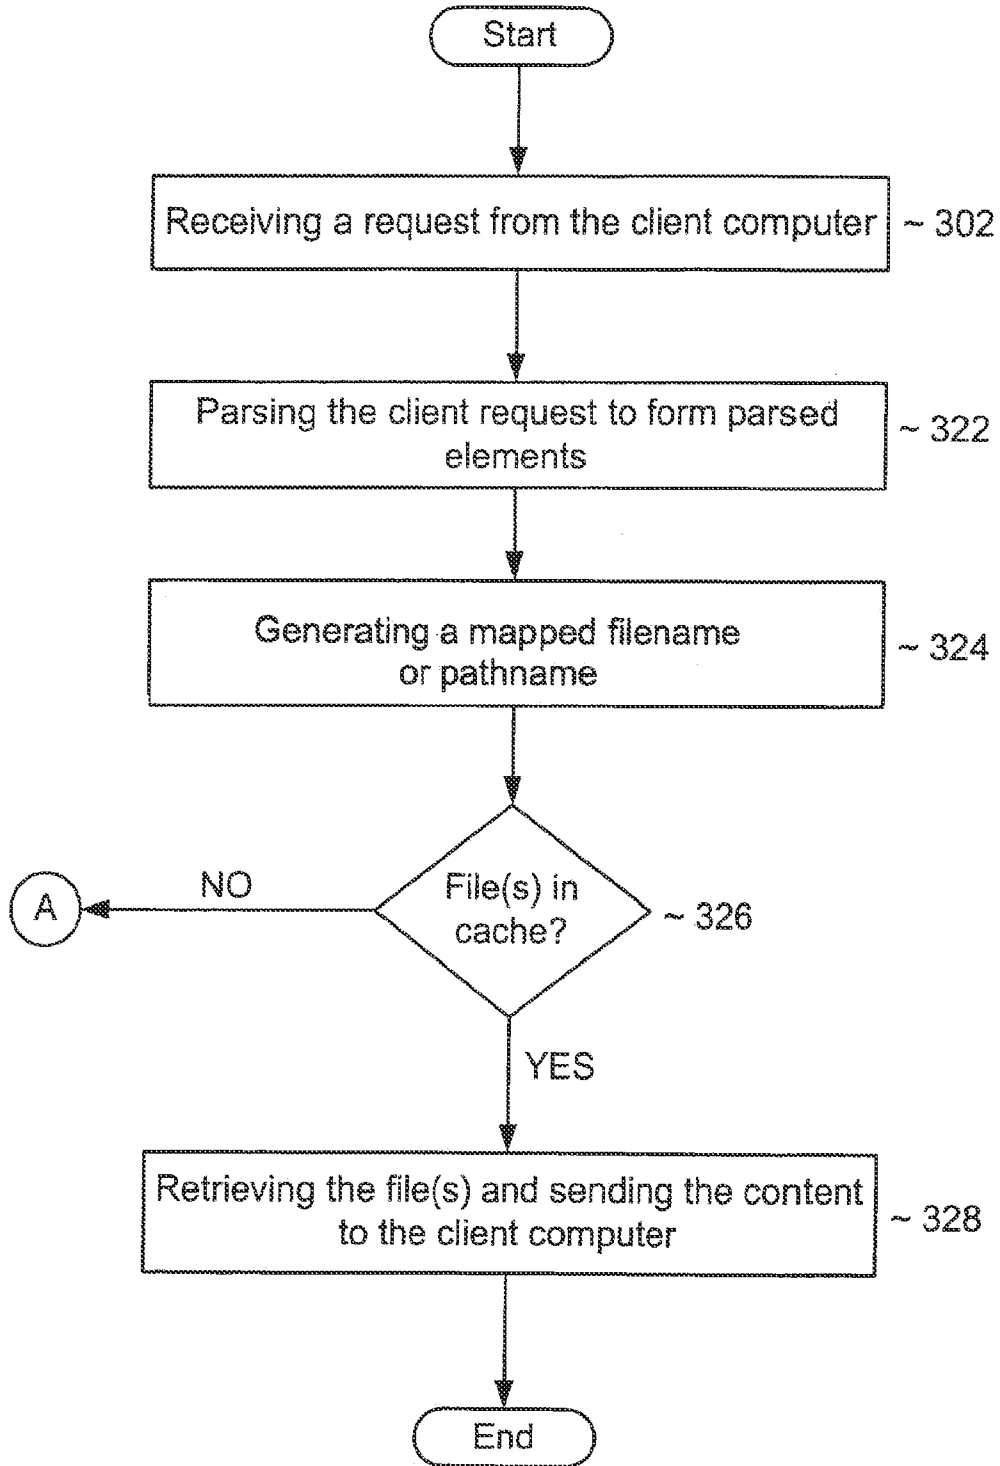 Start
Receiving a request from the client computer
~ 302
Parsing the client request to form parsed
elements
~ 322
Generating a mapped filename
or pathname
~ 324
File(s) in
cache?
~ 326
NO
A
YES
Retrieving the file(s) and sending the content
to the client computer
~ 328
End